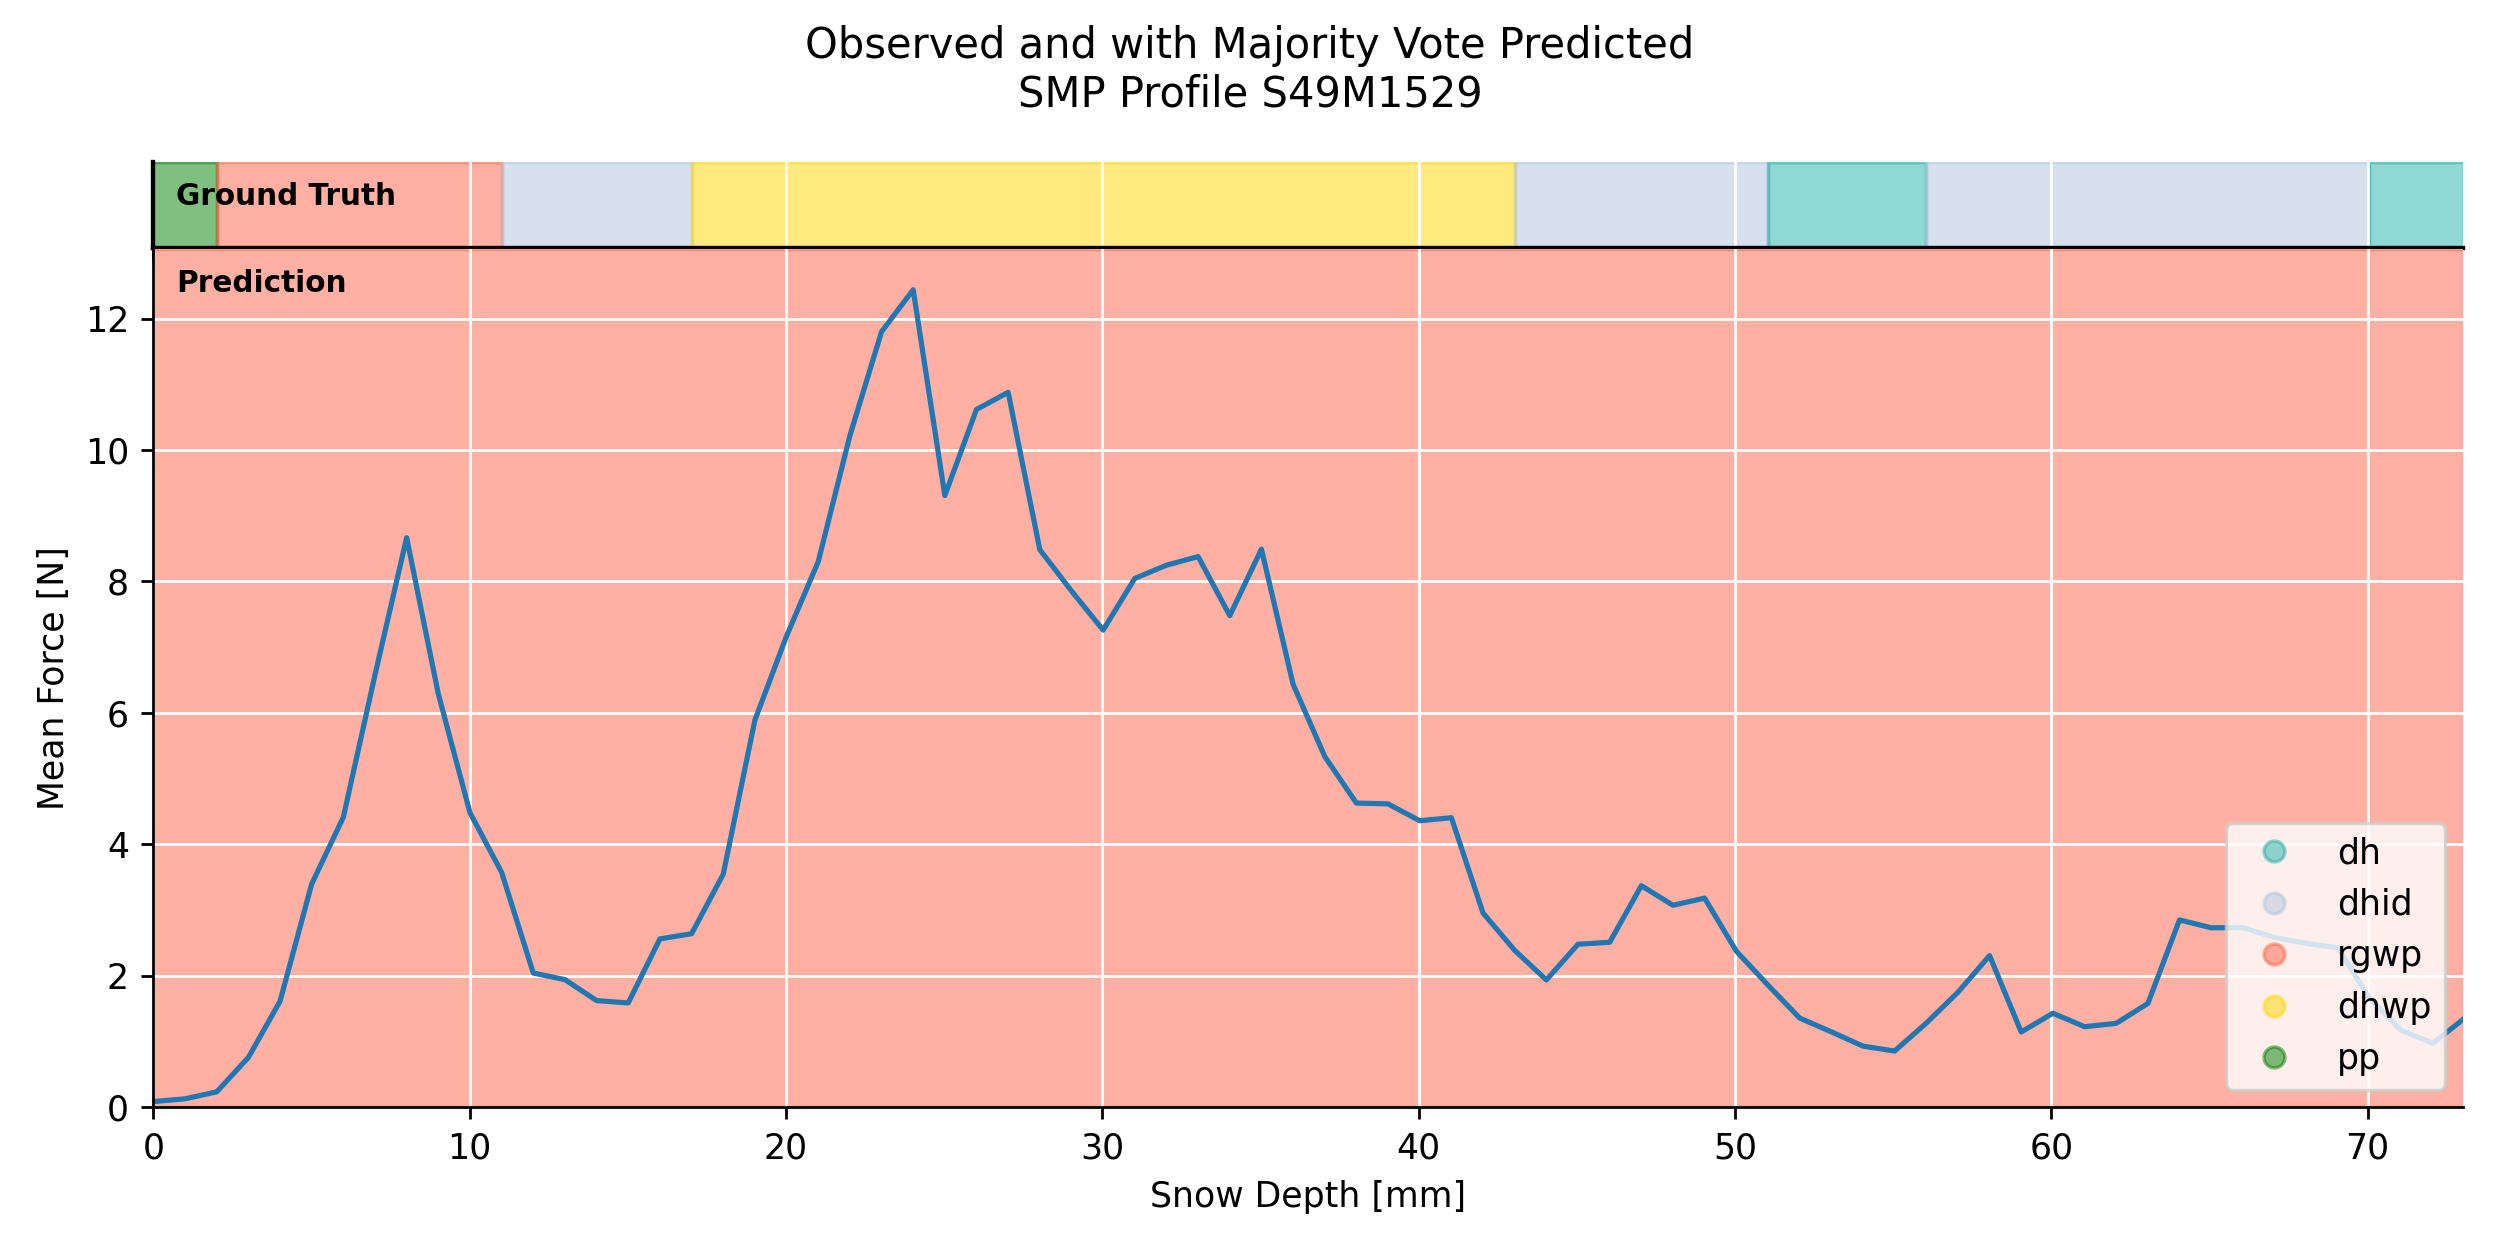 Observed and with Majority Vote Predicted
SMP Profile S49M1529
Ground Truth
Prediction
12
10
8
6
4
2
0
Mean Force [N]
dh
dhid
rgwp
dhwp
pp
0 10 20 30 40 50 60 70
Snow Depth [mm]